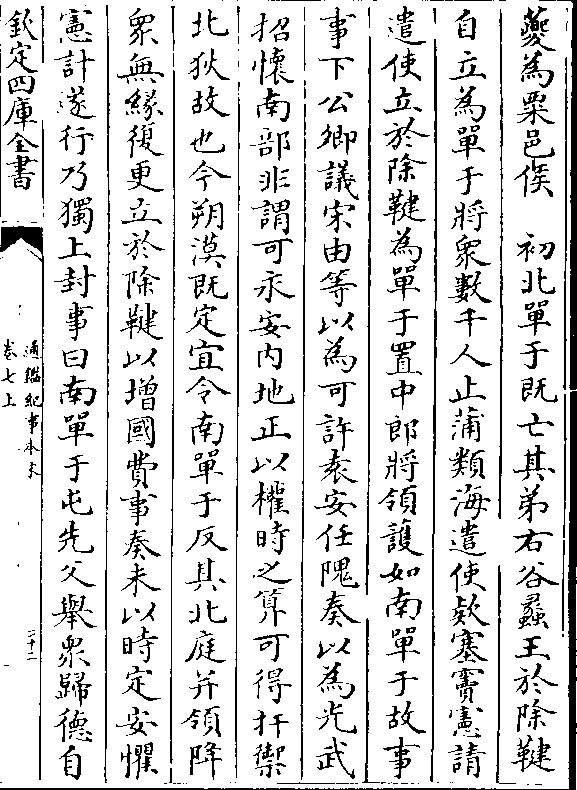 夔為粟邑侯　初北單于既亡其弟右谷蠡王於除鞬
自立為單于將衆數千人止蒲類海遣使欵塞竇憲請
遣使立於除鞬為單于置中郎將領護如南單于故事
事下公卿議宋由等以為可許袁安任隗奏以為光武
招懷南部非謂可永安内地正以權時之算可得扞禦
北狄故也今朔漠既定宜令南單于反其北庭并領降
衆無緣復更立於除鞬以增國費事奏未以時定安懼
憲計遂行乃獨上封事曰南單于屯先父舉衆歸德自
欽定四庫全書
通鑑紀事本末
卷七上
二十二